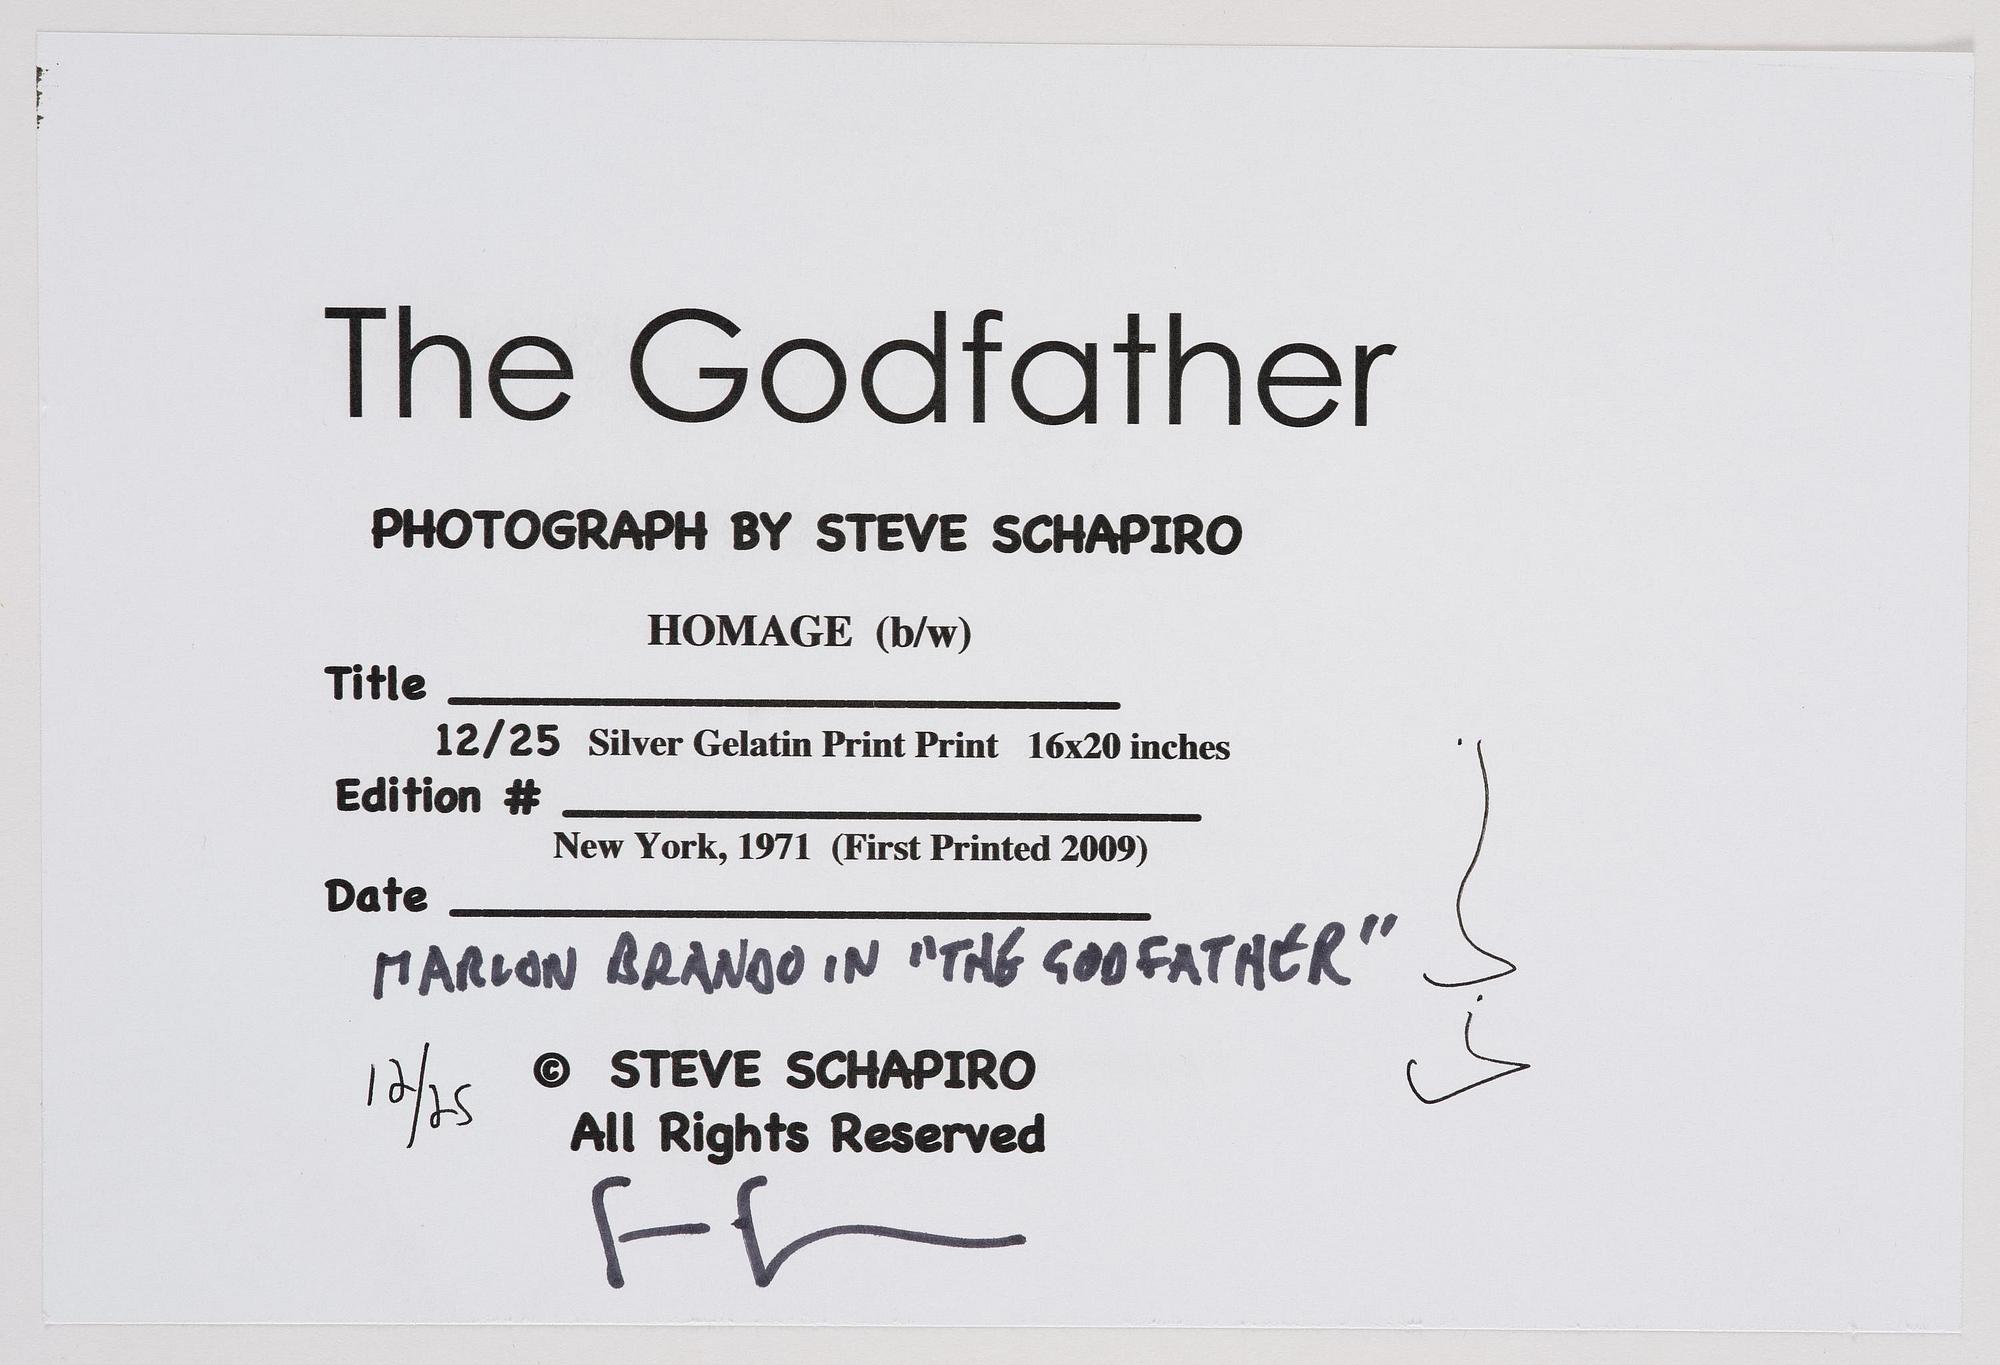 The Godfather
PHOTOGRAPH BY STEVE SCHAPIRO
HOMAGE (b/w)
Title
12/25 Silver Gelatin Print Print 16x20 inches
Edition #
New York, 1971 (First Printed 2009)
Date
MARLON BRANDO IN "THE GODFATHER"
12/25 © STEVE SCHAPIRO
All Rights Reserved